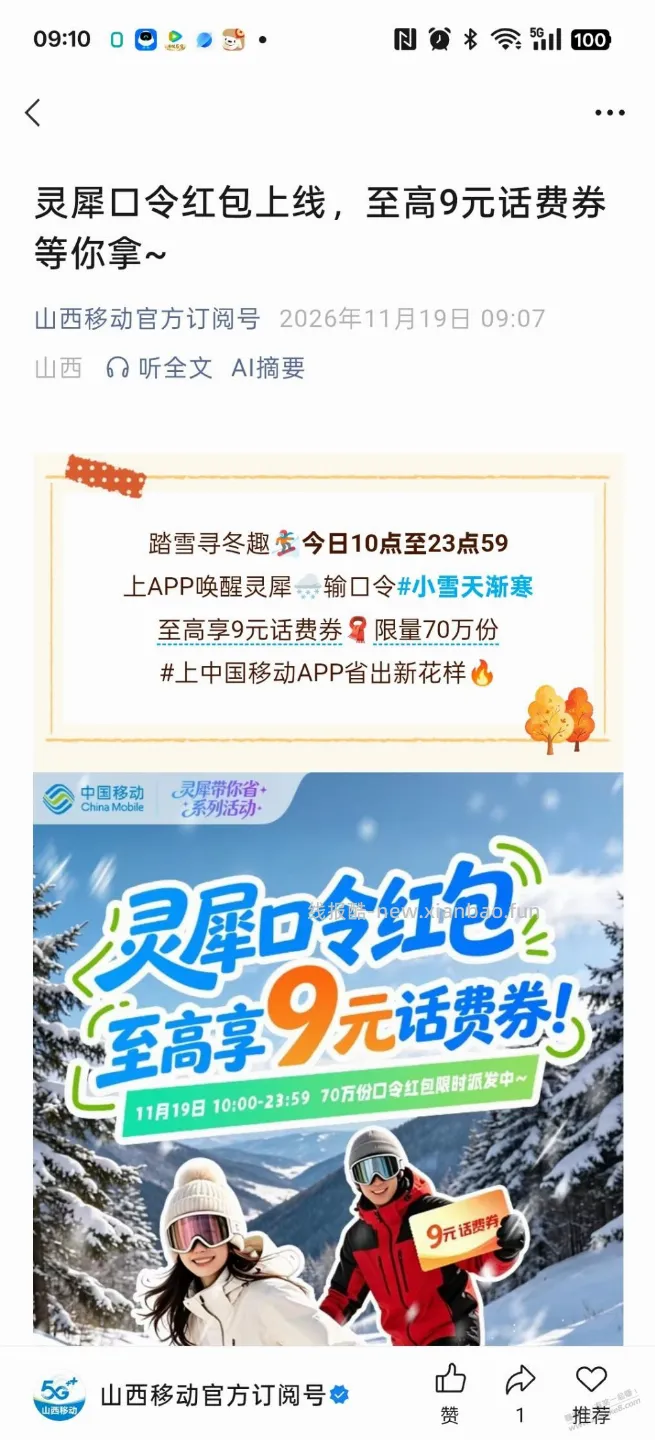 09:10
5G
100
灵犀口令红包上线，至高9元话费券
等你拿~
山西移动官方订阅号 2026年11月19日 09:07
山西 听全文 AI摘要
踏雪寻冬趣🏂今日10点至23点59
上APP唤醒灵犀🌨️输口令#小雪天渐寒
至高享9元话费券🧣限量70万份
#上中国移动APP省出新花样🔥
中国移动
China Mobile
灵犀带你省
系列活动
灵犀口令红包
线报酷-new.xianbao.fun
至高享9元话费券！
11月19日 10:00-23:59 70万份口令红包限时派发中~
9元话费券
5G++
山西移动
山西移动官方订阅号
赞
1
推荐